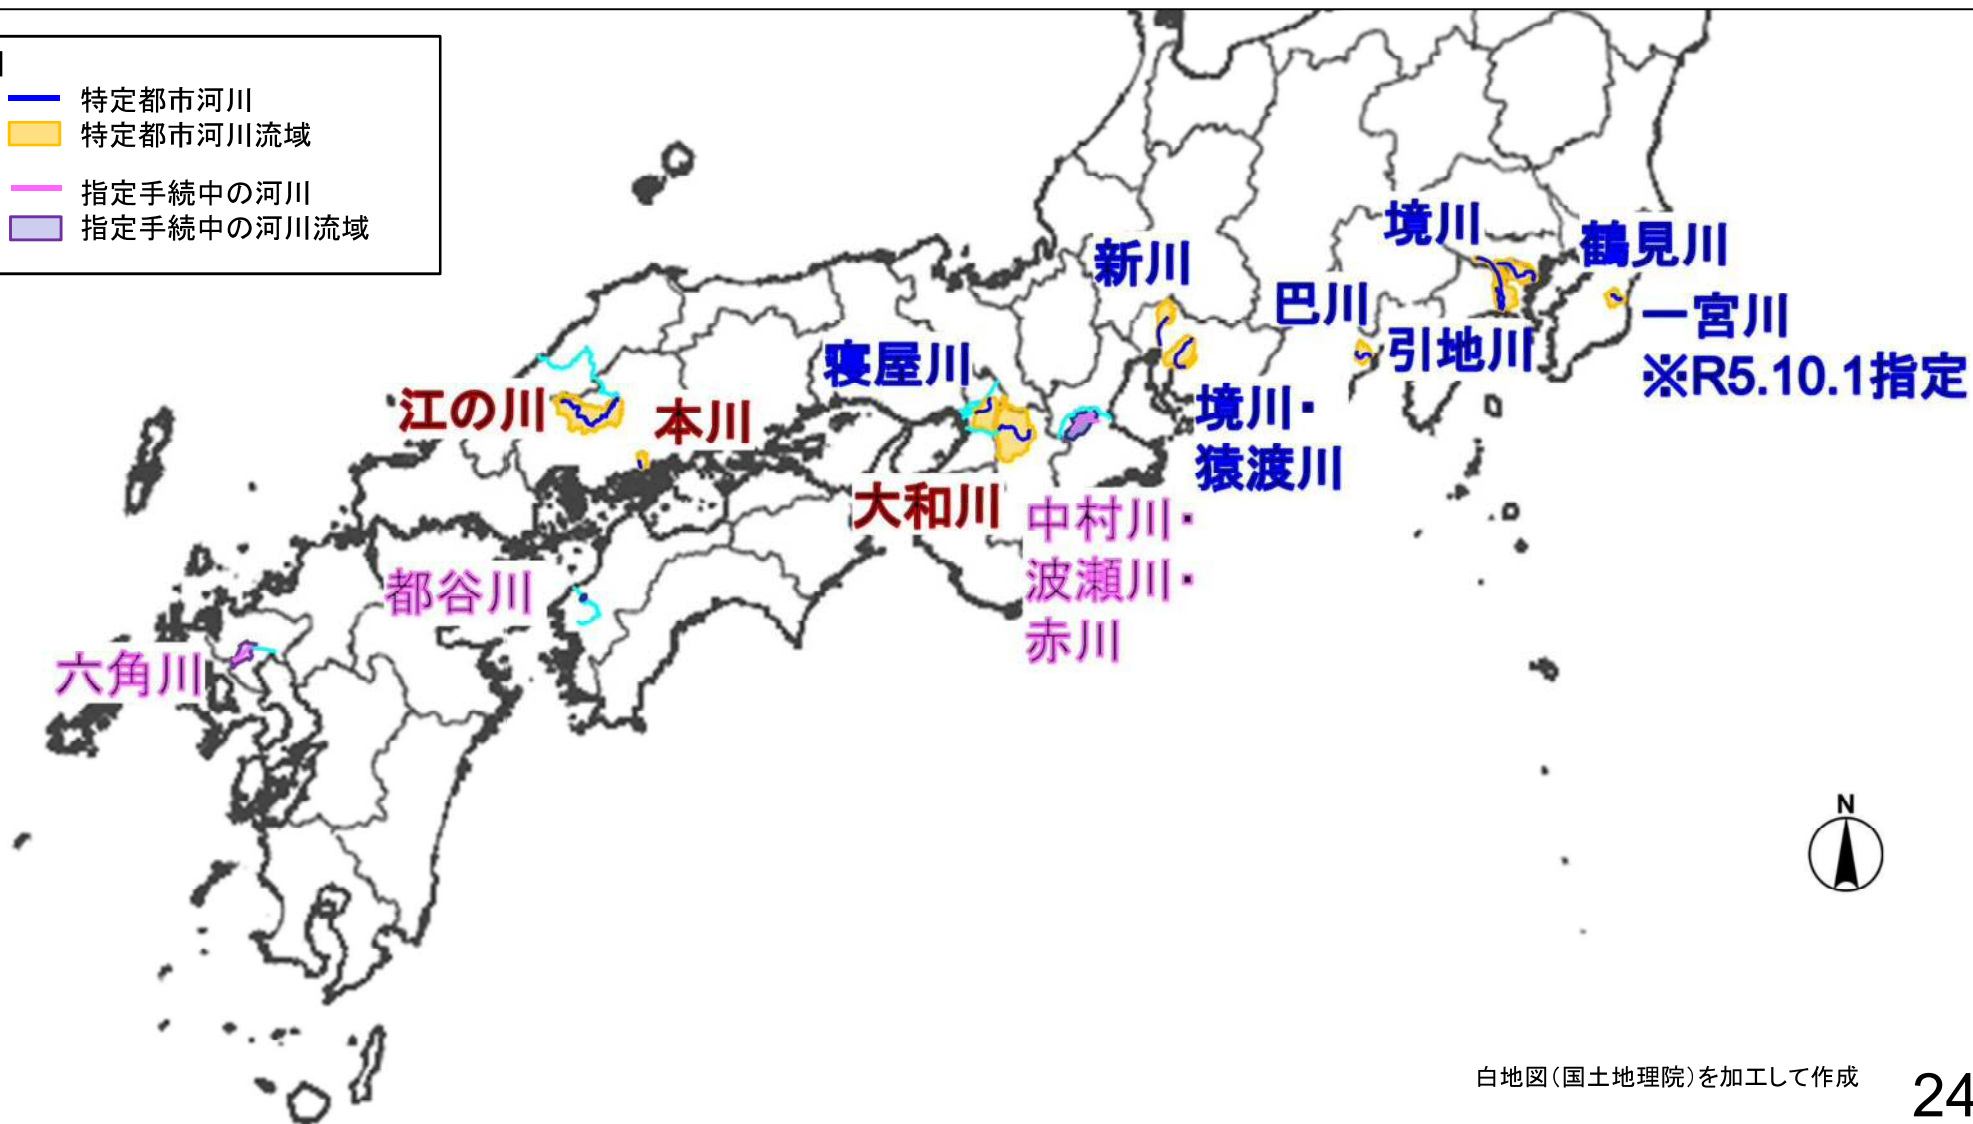 特定都市河川
特定都市河川流域
指定手続中の河川
指定手続中の河川流域
境川
鶴見川
新川
巴川
一宮川
※R5.10.1指定
引地川
寝屋川
境川・
猿渡川
江の川
本川
大和川
中村川・
波瀬川・
赤川
都谷川
六角川
N
白地図（国土地理院）を加工して作成
24